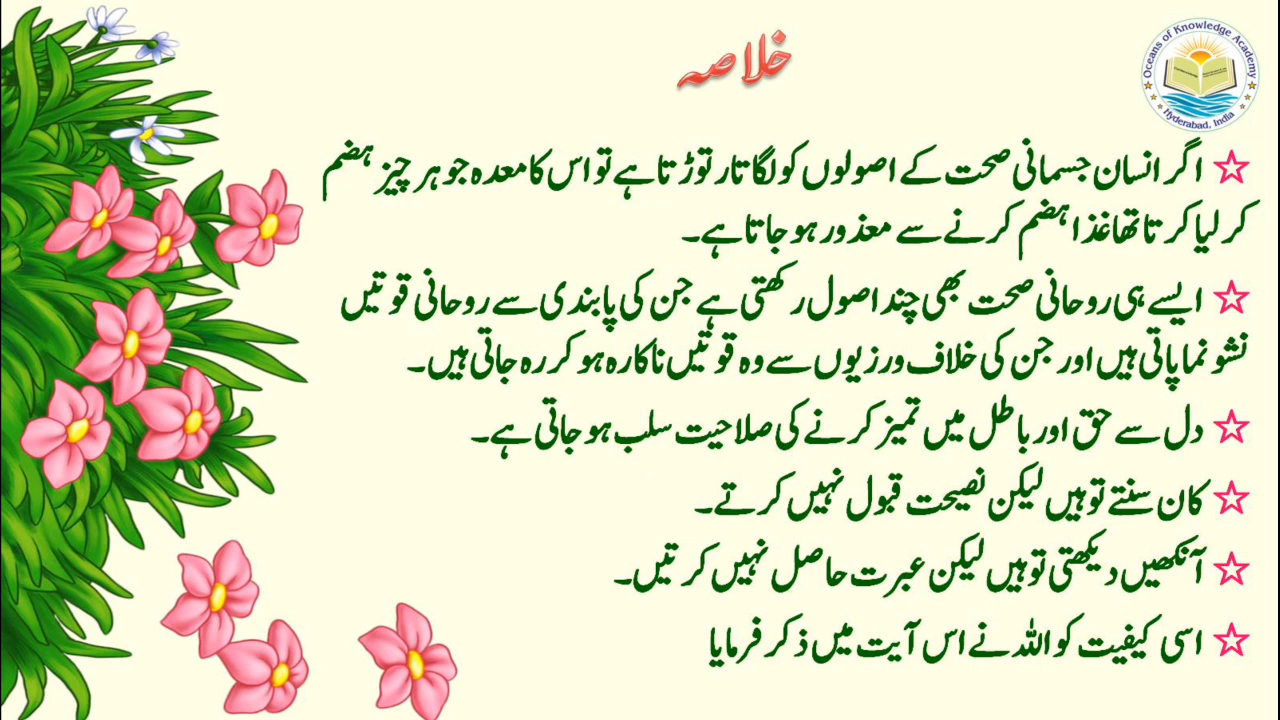 خلاصہ
Oceans of Knowledge Academy
Hyderabad, India
☆ اگر انسان جسمانی صحت کے اصولوں کو لگاتار توڑتا ہے تو اس کا معدہ جو ہر چیز ہضم
کر لیا کرتا تھا غذا ہضم کرنے سے معذور ہو جاتا ہے۔
☆ ایسے ہی روحانی صحت بھی چند اصول رکھتی ہے جن کی پابندی سے روحانی قوتیں
نشو نما پاتی ہیں اور جن کی خلاف ورزیوں سے وہ قوتیں ناکارہ ہو کر رہ جاتی ہیں۔
☆ دل سے حق اور باطل میں تمیز کرنے کی صلاحیت سلب ہو جاتی ہے۔
☆ کان سنتے تو ہیں لیکن نصیحت قبول نہیں کرتے۔
☆ آنکھیں دیکھتی تو ہیں لیکن عبرت حاصل نہیں کرتیں۔
☆ اسی کیفیت کو اللہ نے اس آیت میں ذکر فرمایا